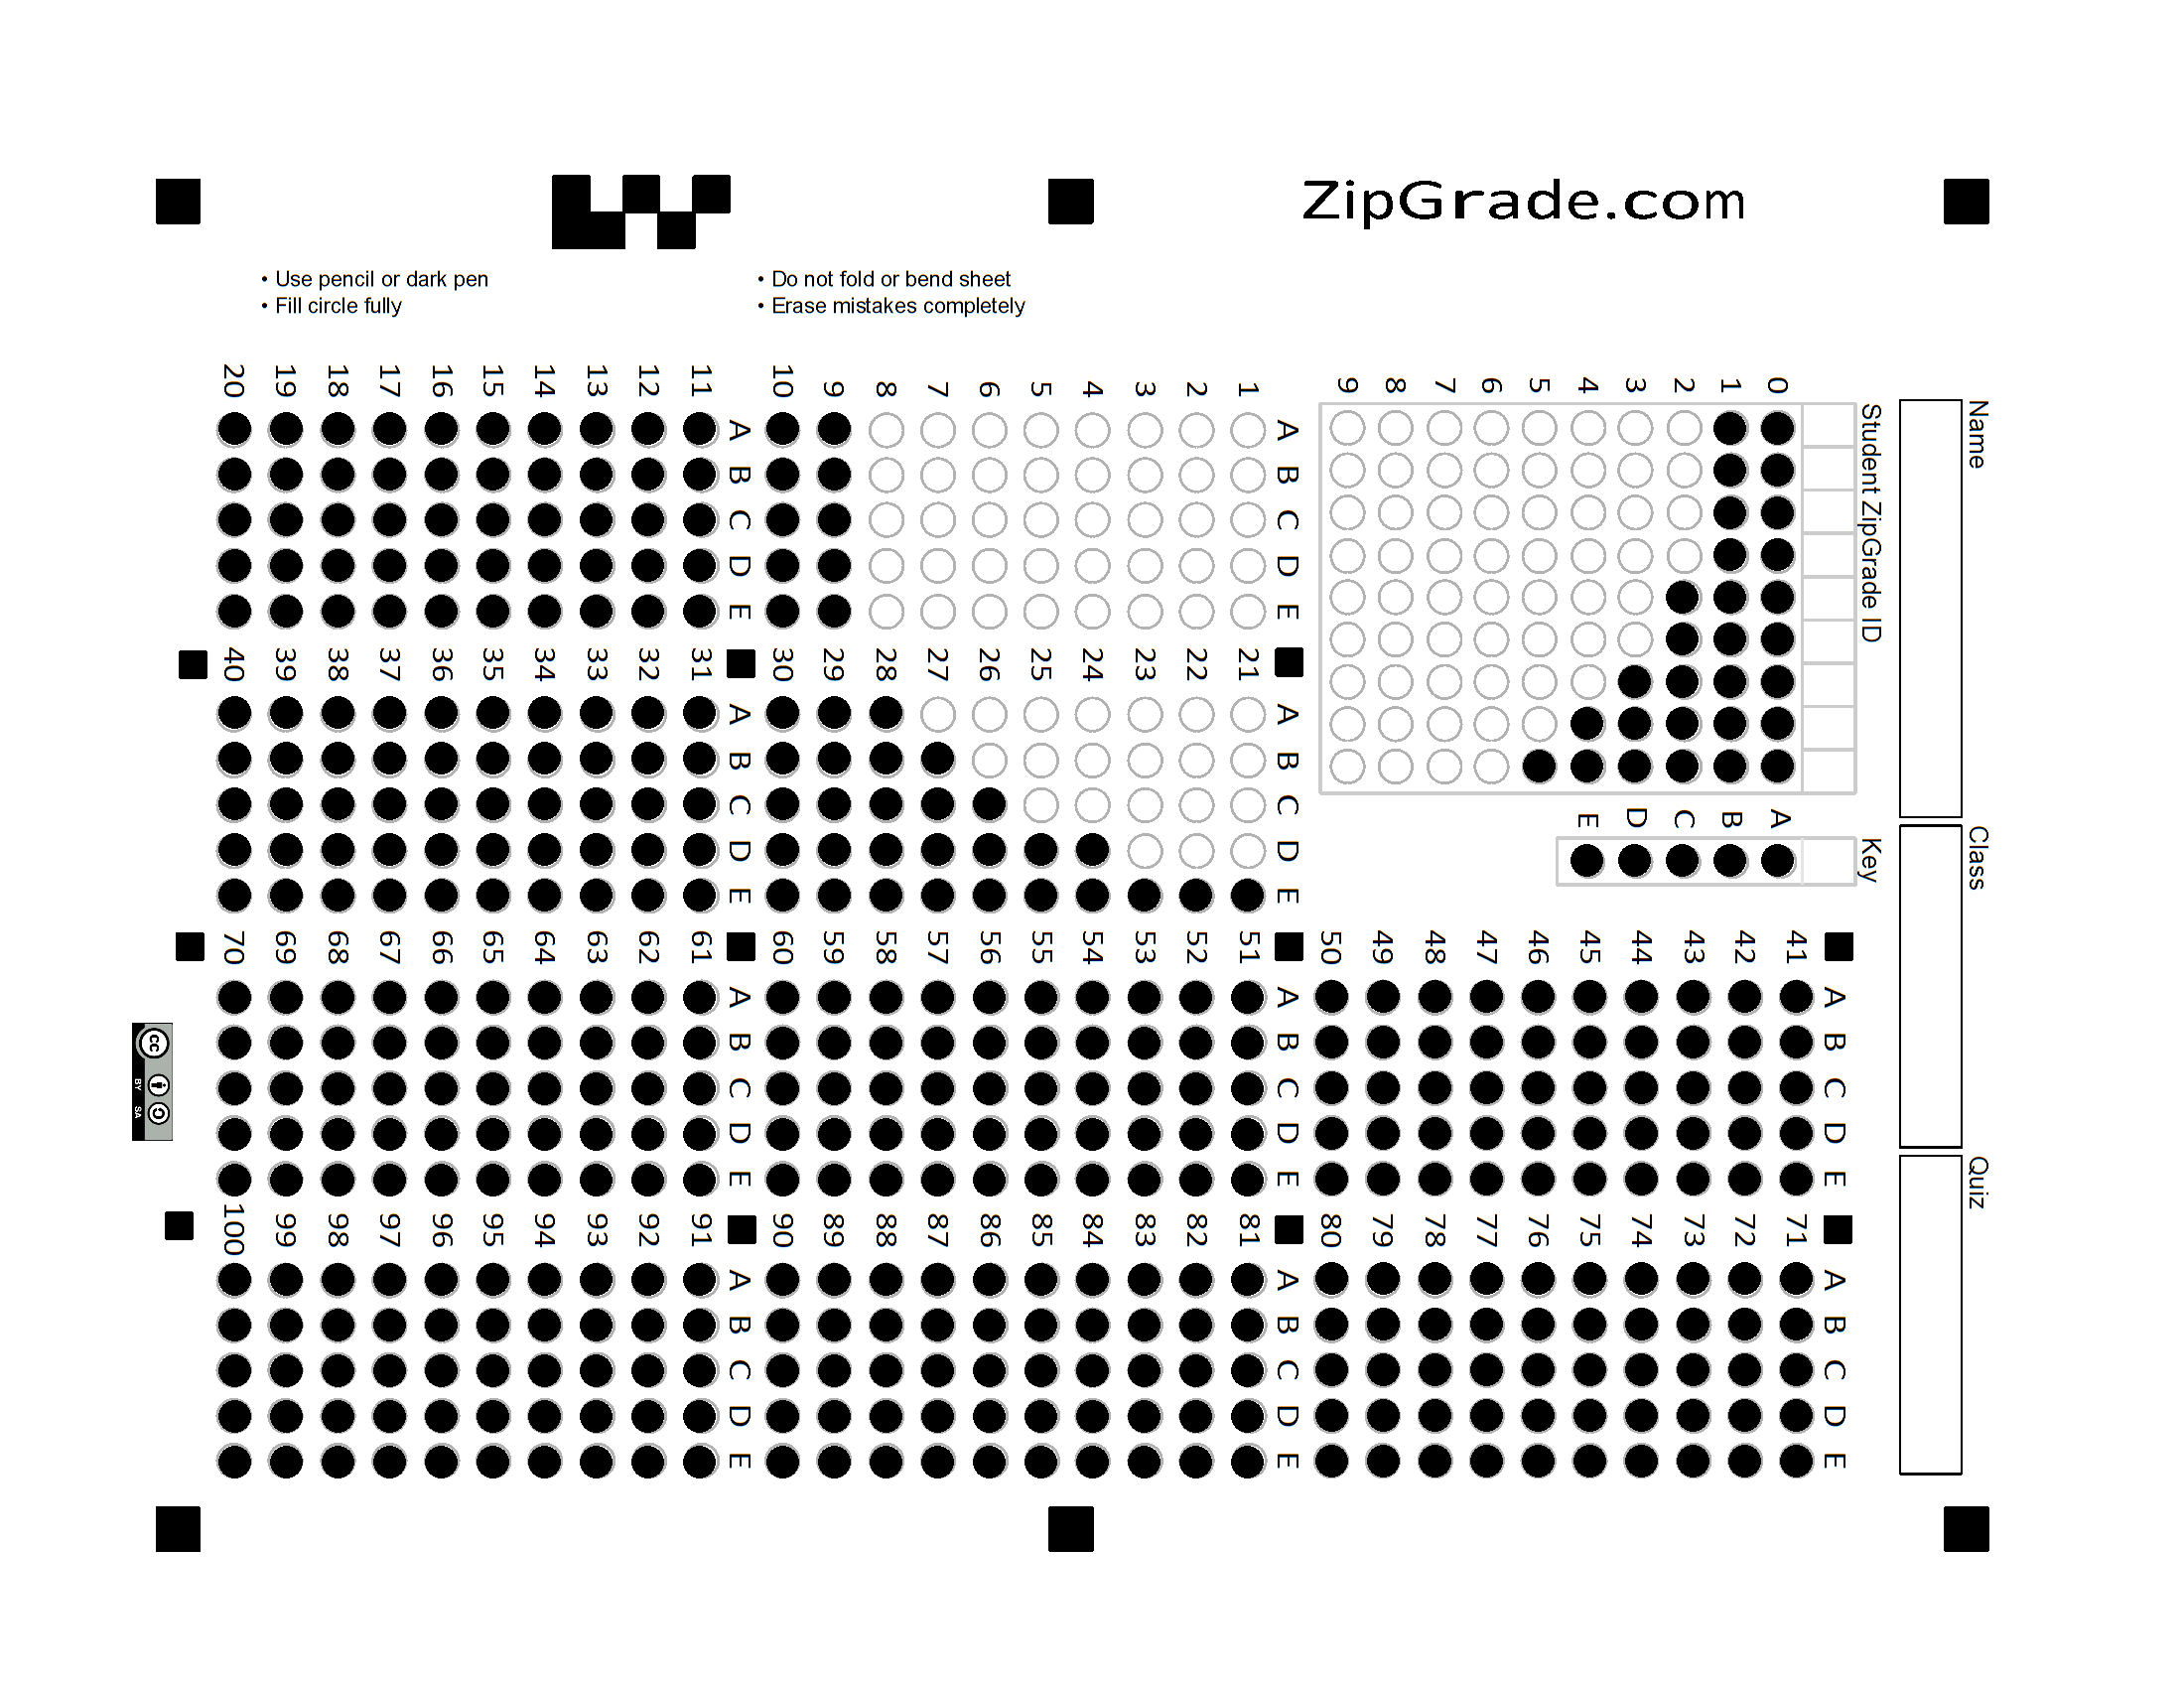 ZipGrade.com
• Use pencil or dark pen
• Fill circle fully
• Do not fold or bend sheet
• Erase mistakes completely
Name
Class
Quiz
Student ZipGrade ID
0 1 2 3 4 5 6 7 8 9
Key
A B C D E
A B C D E
1 2 3 4 5 6 7 8 9 10
A B C D E
11 12 13 14 15 16 17 18 19 20
A B C D E
21 22 23 24 25 26 27 28 29 30
A B C D E
31 32 33 34 35 36 37 38 39 40
A B C D E
41 42 43 44 45 46 47 48 49 50
A B C D E
51 52 53 54 55 56 57 58 59 60
A B C D E
61 62 63 64 65 66 67 68 69 70
A B C D E
71 72 73 74 75 76 77 78 79 80
A B C D E
81 82 83 84 85 86 87 88 89 90
A B C D E
91 92 93 94 95 96 97 98 99 100
cc
BY SA